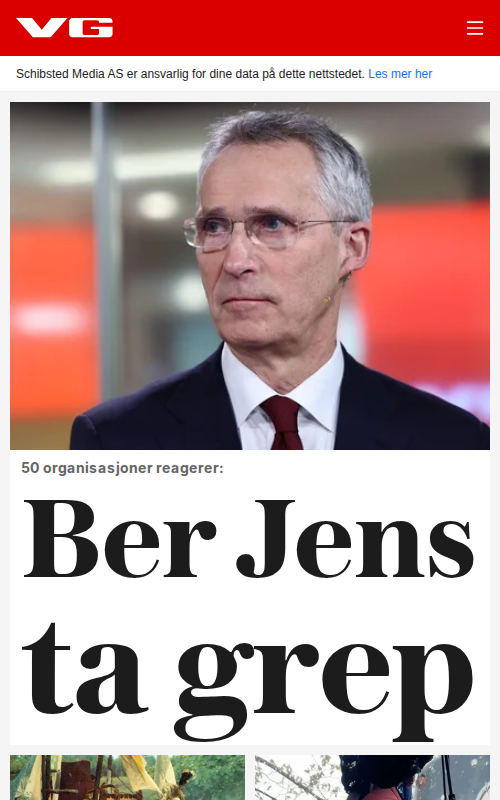 VG
Schibsted Media AS er ansvarlig for dine data på dette nettstedet. Les mer her
50 organisasjoner reagerer:
Ber Jens
ta grep